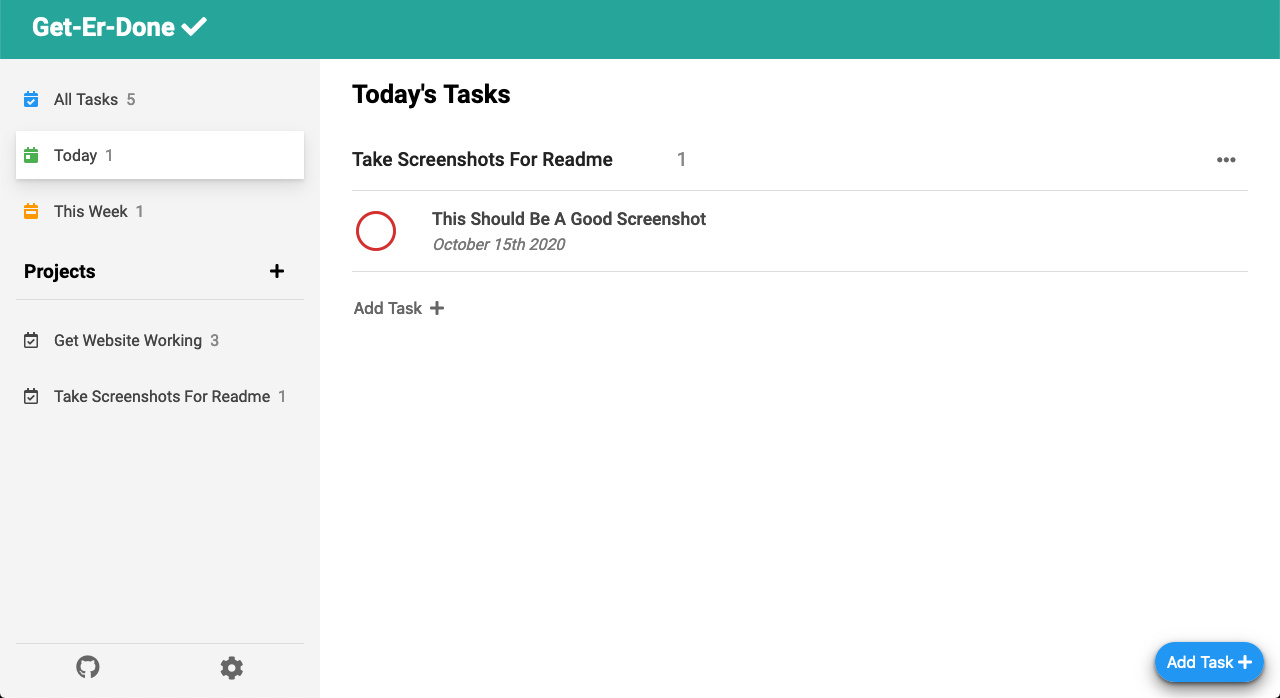 Get-Er-Done
All Tasks 5
Today 1
This Week 1
Projects
Get Website Working 3
Take Screenshots For Readme 1
Today's Tasks
Take Screenshots For Readme 1
This Should Be A Good Screenshot
October 15th 2020
Add Task
Add Task